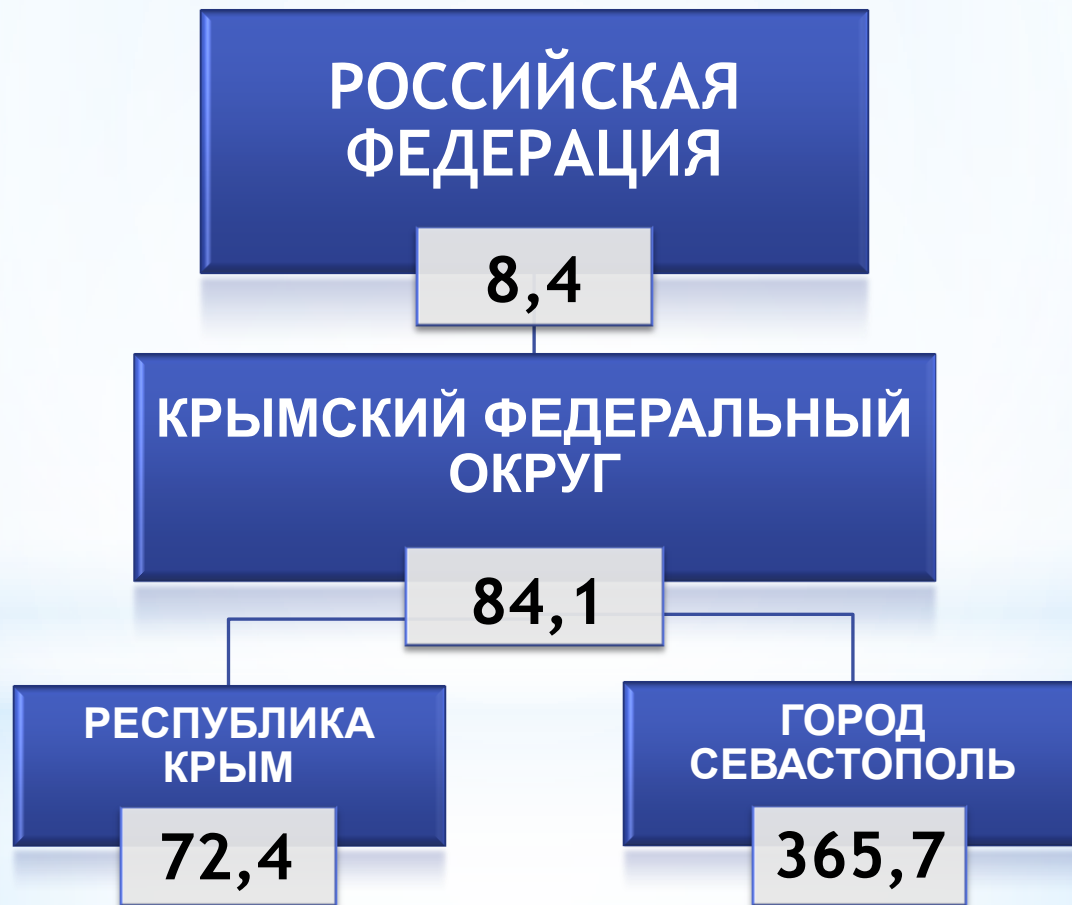 РОССИЙСКАЯ
ФЕДЕРАЦИЯ
8,4
КРЫМСКИЙ ФЕДЕРАЛЬНЫЙ
ОКРУГ
84,1
РЕСПУБЛИКА
КРЫМ
72,4
ГОРОД
СЕВАСТОПОЛЬ
365,7